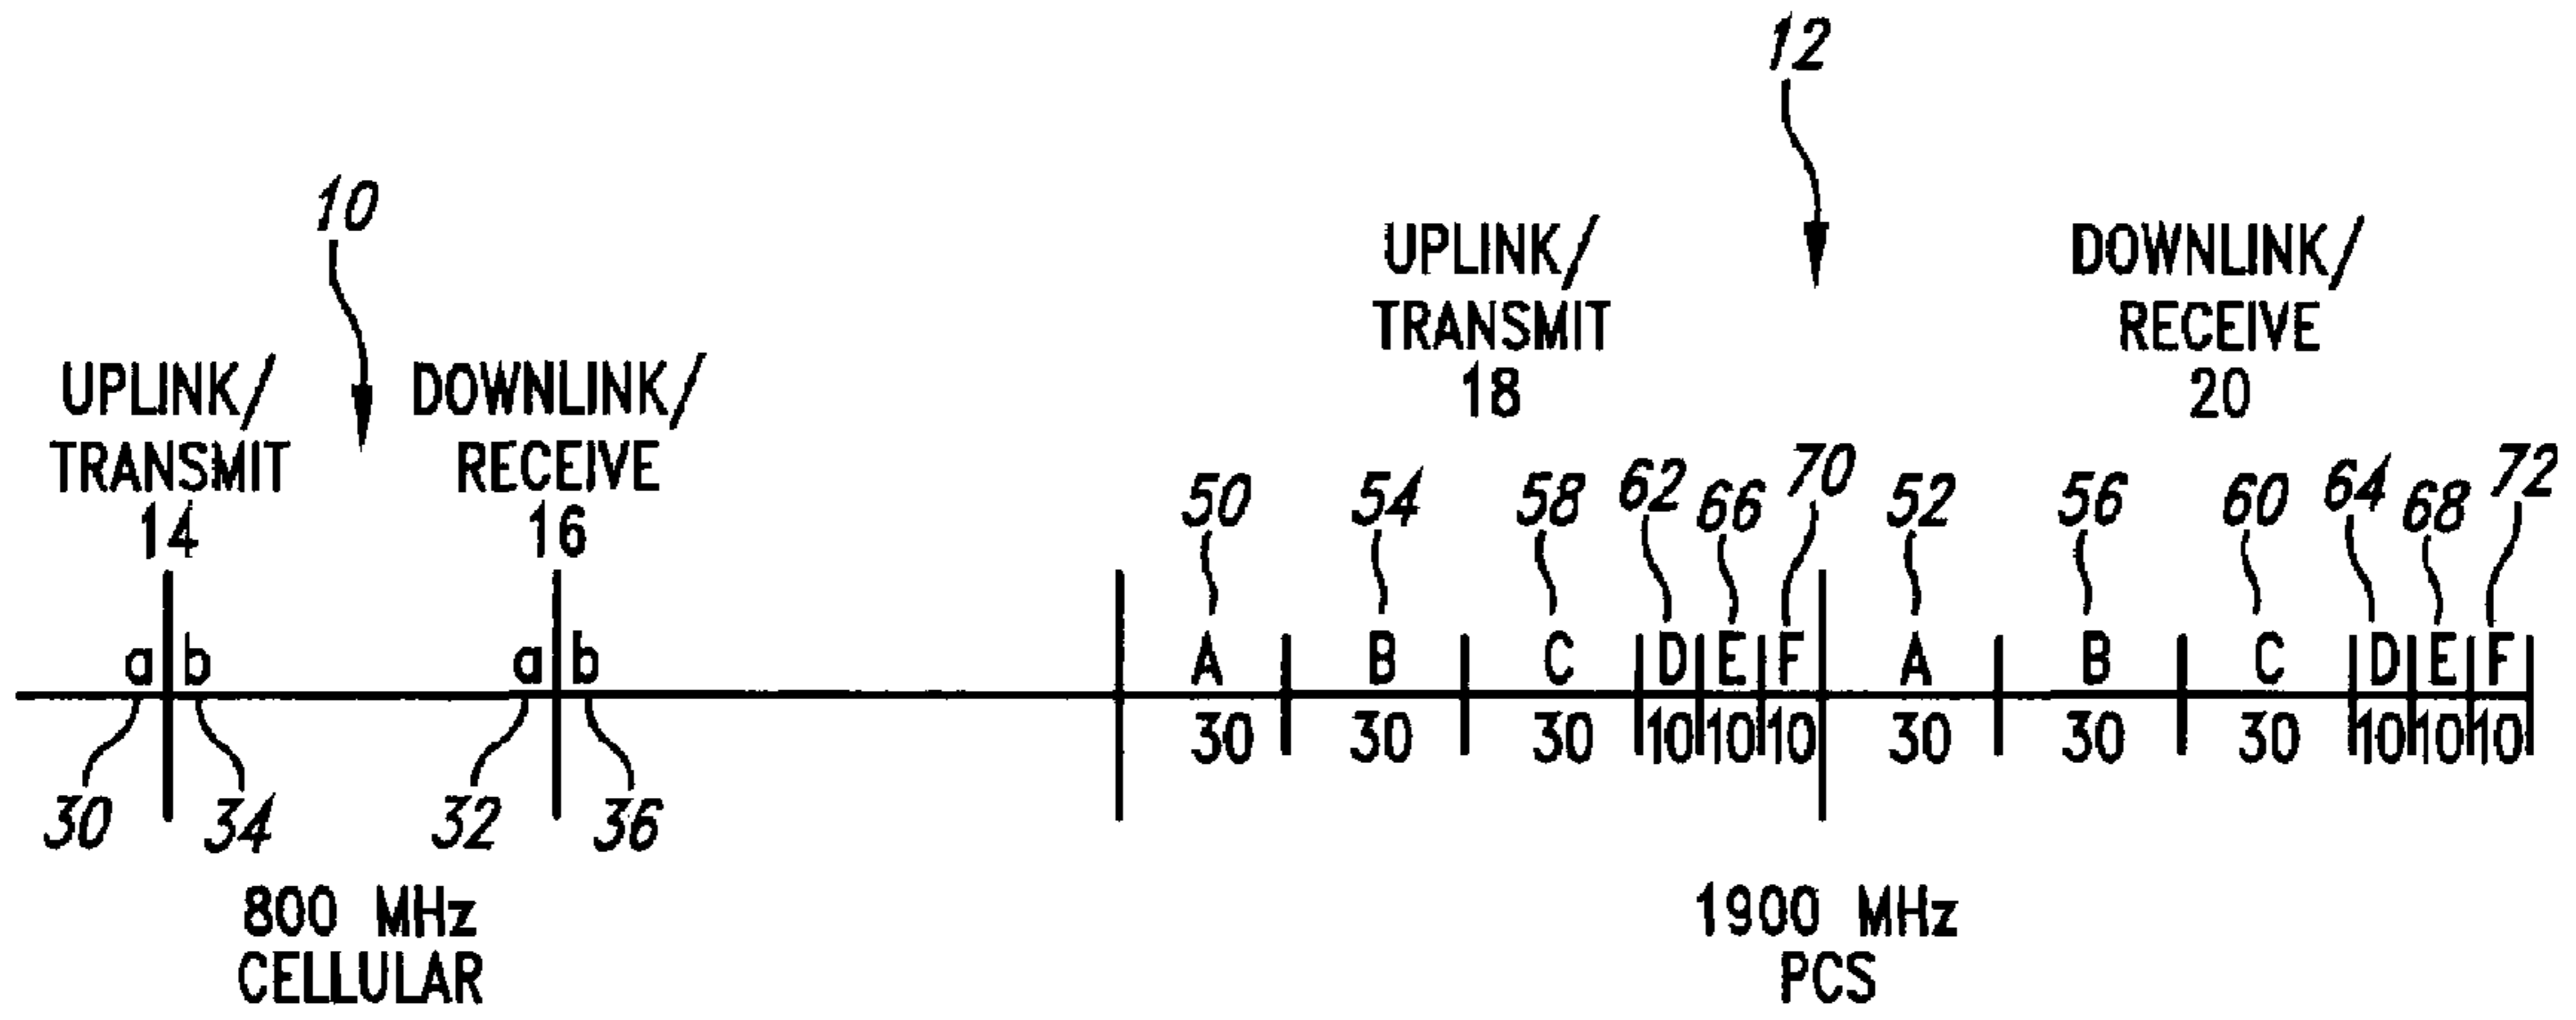 12
10
UPLINK/
TRANSMIT
18
DOWNLINK/
RECEIVE
20
UPLINK/
TRANSMIT
14
DOWNLINK/
RECEIVE
16
50 54 58 62 66 70 52 56 60 64 68 72
a b a b A B C D E F A B C D E F
30 30 30 10 10 10 30 30 30 10 10 10
30 34 32 36
800 MHz
CELLULAR
1900 MHz
PCS